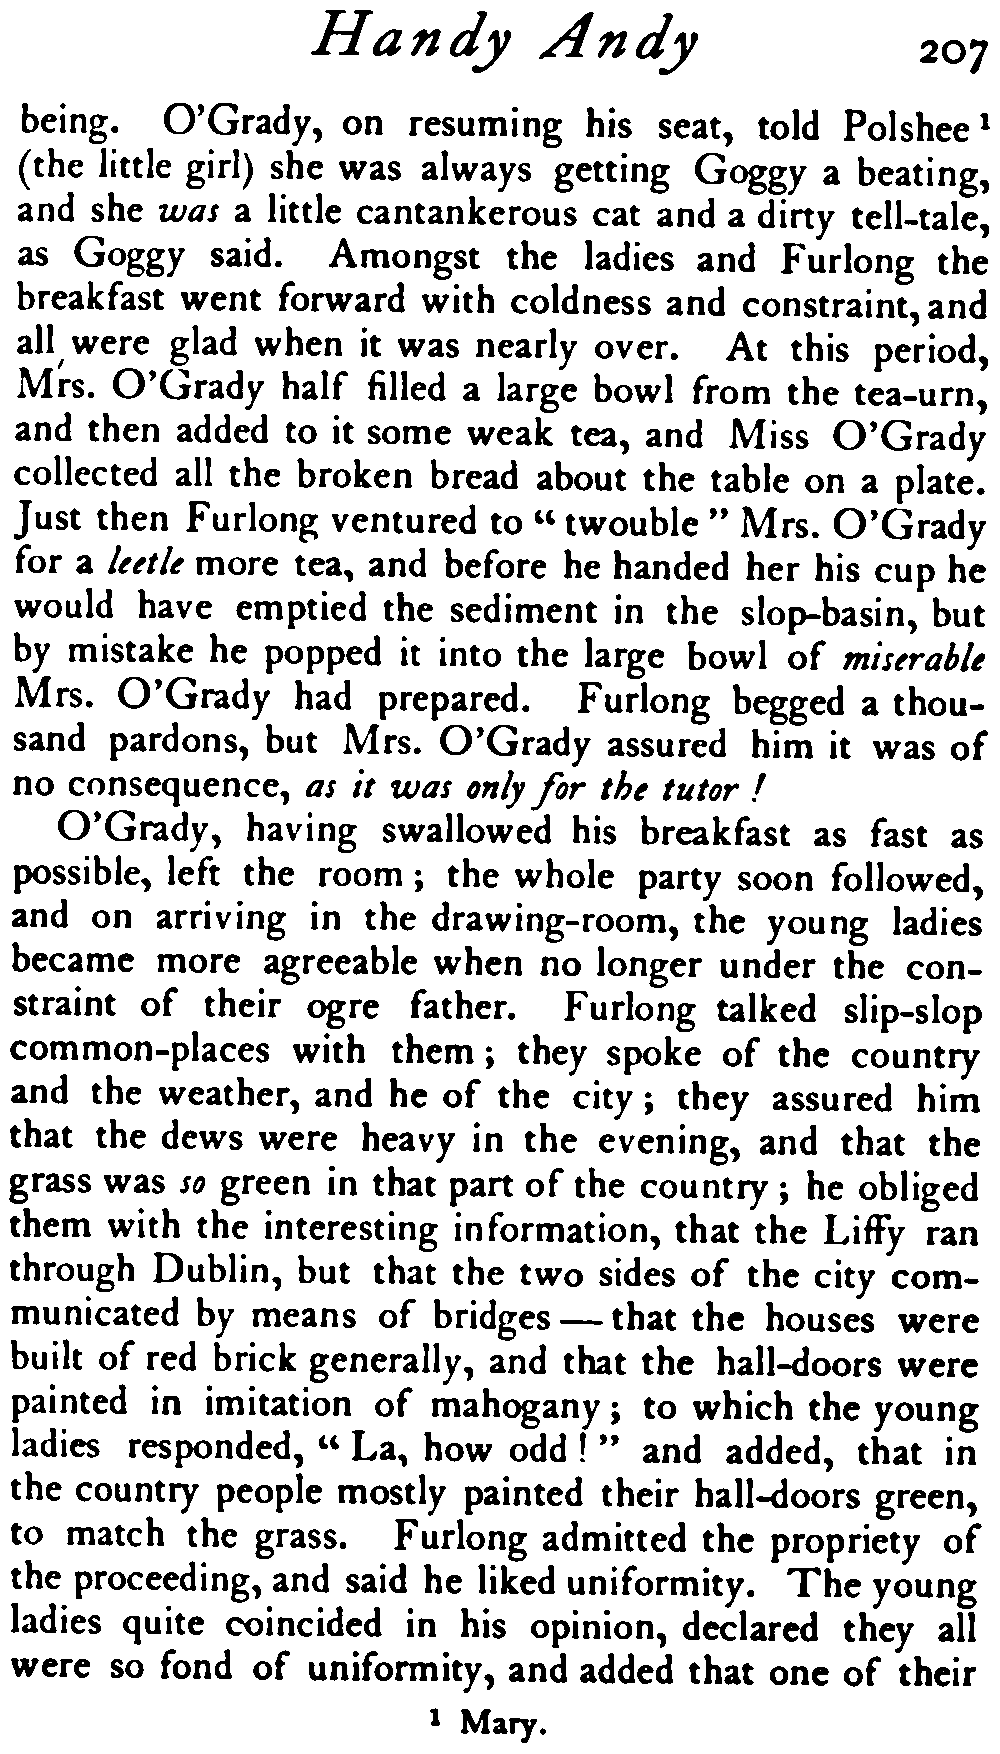 Handy Andy 207
being. O'Grady, on resuming his seat, told Polshee ¹
(the little girl) she was always getting Goggy a beating,
and she was a little cantankerous cat and a dirty tell-tale,
as Goggy said. Amongst the ladies and Furlong the
breakfast went forward with coldness and constraint, and
all were glad when it was nearly over. At this period,
Mrs. O'Grady half filled a large bowl from the tea-urn,
and then added to it some weak tea, and Miss O'Grady
collected all the broken bread about the table on a plate.
Just then Furlong ventured to “ twouble ” Mrs. O'Grady
for a leetle more tea, and before he handed her his cup he
would have emptied the sediment in the slop-basin, but
by mistake he popped it into the large bowl of miserable
Mrs. O'Grady had prepared. Furlong begged a thou-
sand pardons, but Mrs. O'Grady assured him it was of
no consequence, as it was only for the tutor !
O'Grady, having swallowed his breakfast as fast as
possible, left the room ; the whole party soon followed,
and on arriving in the drawing-room, the young ladies
became more agreeable when no longer under the con-
straint of their ogre father. Furlong talked slip-slop
common-places with them ; they spoke of the country
and the weather, and he of the city ; they assured him
that the dews were heavy in the evening, and that the
grass was so green in that part of the country ; he obliged
them with the interesting information, that the Liffy ran
through Dublin, but that the two sides of the city com-
municated by means of bridges — that the houses were
built of red brick generally, and that the hall-doors were
painted in imitation of mahogany ; to which the young
ladies responded, “ La, how odd ! ” and added, that in
the country people mostly painted their hall-doors green,
to match the grass. Furlong admitted the propriety of
the proceeding, and said he liked uniformity. The young
ladies quite coincided in his opinion, declared they all
were so fond of uniformity, and added that one of their
¹ Mary.